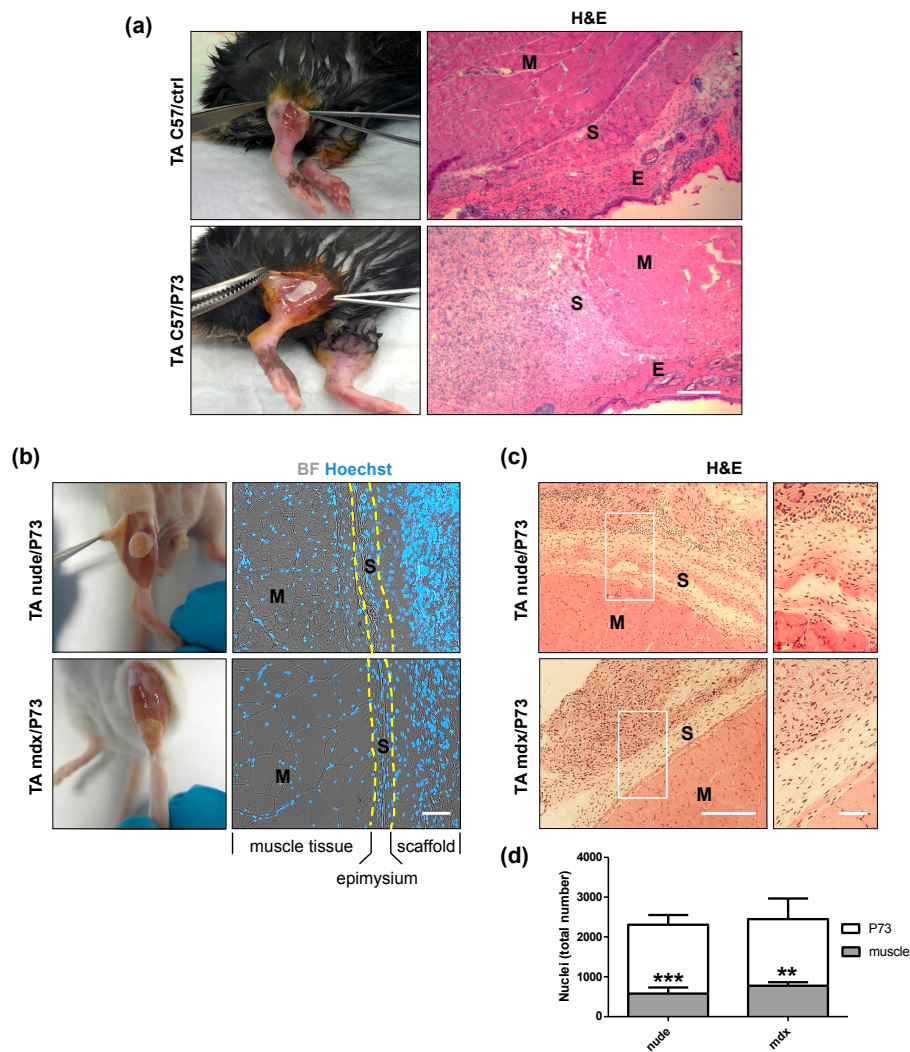 (a)
H&E
TA C57/ctrl
M
S
E
TA C57/P73
M
S
E
(b)
BF Hoechst
TA nude/P73
M
S
TA mdx/P73
M
S
muscle tissue
scaffold
epimysium
(c)
H&E
TA nude/P73
S
M
TA mdx/P73
S
M
(d)
Nuclei (total number)
4000
3000
2000
1000
0
***
**
nude
mdx
P73
muscle